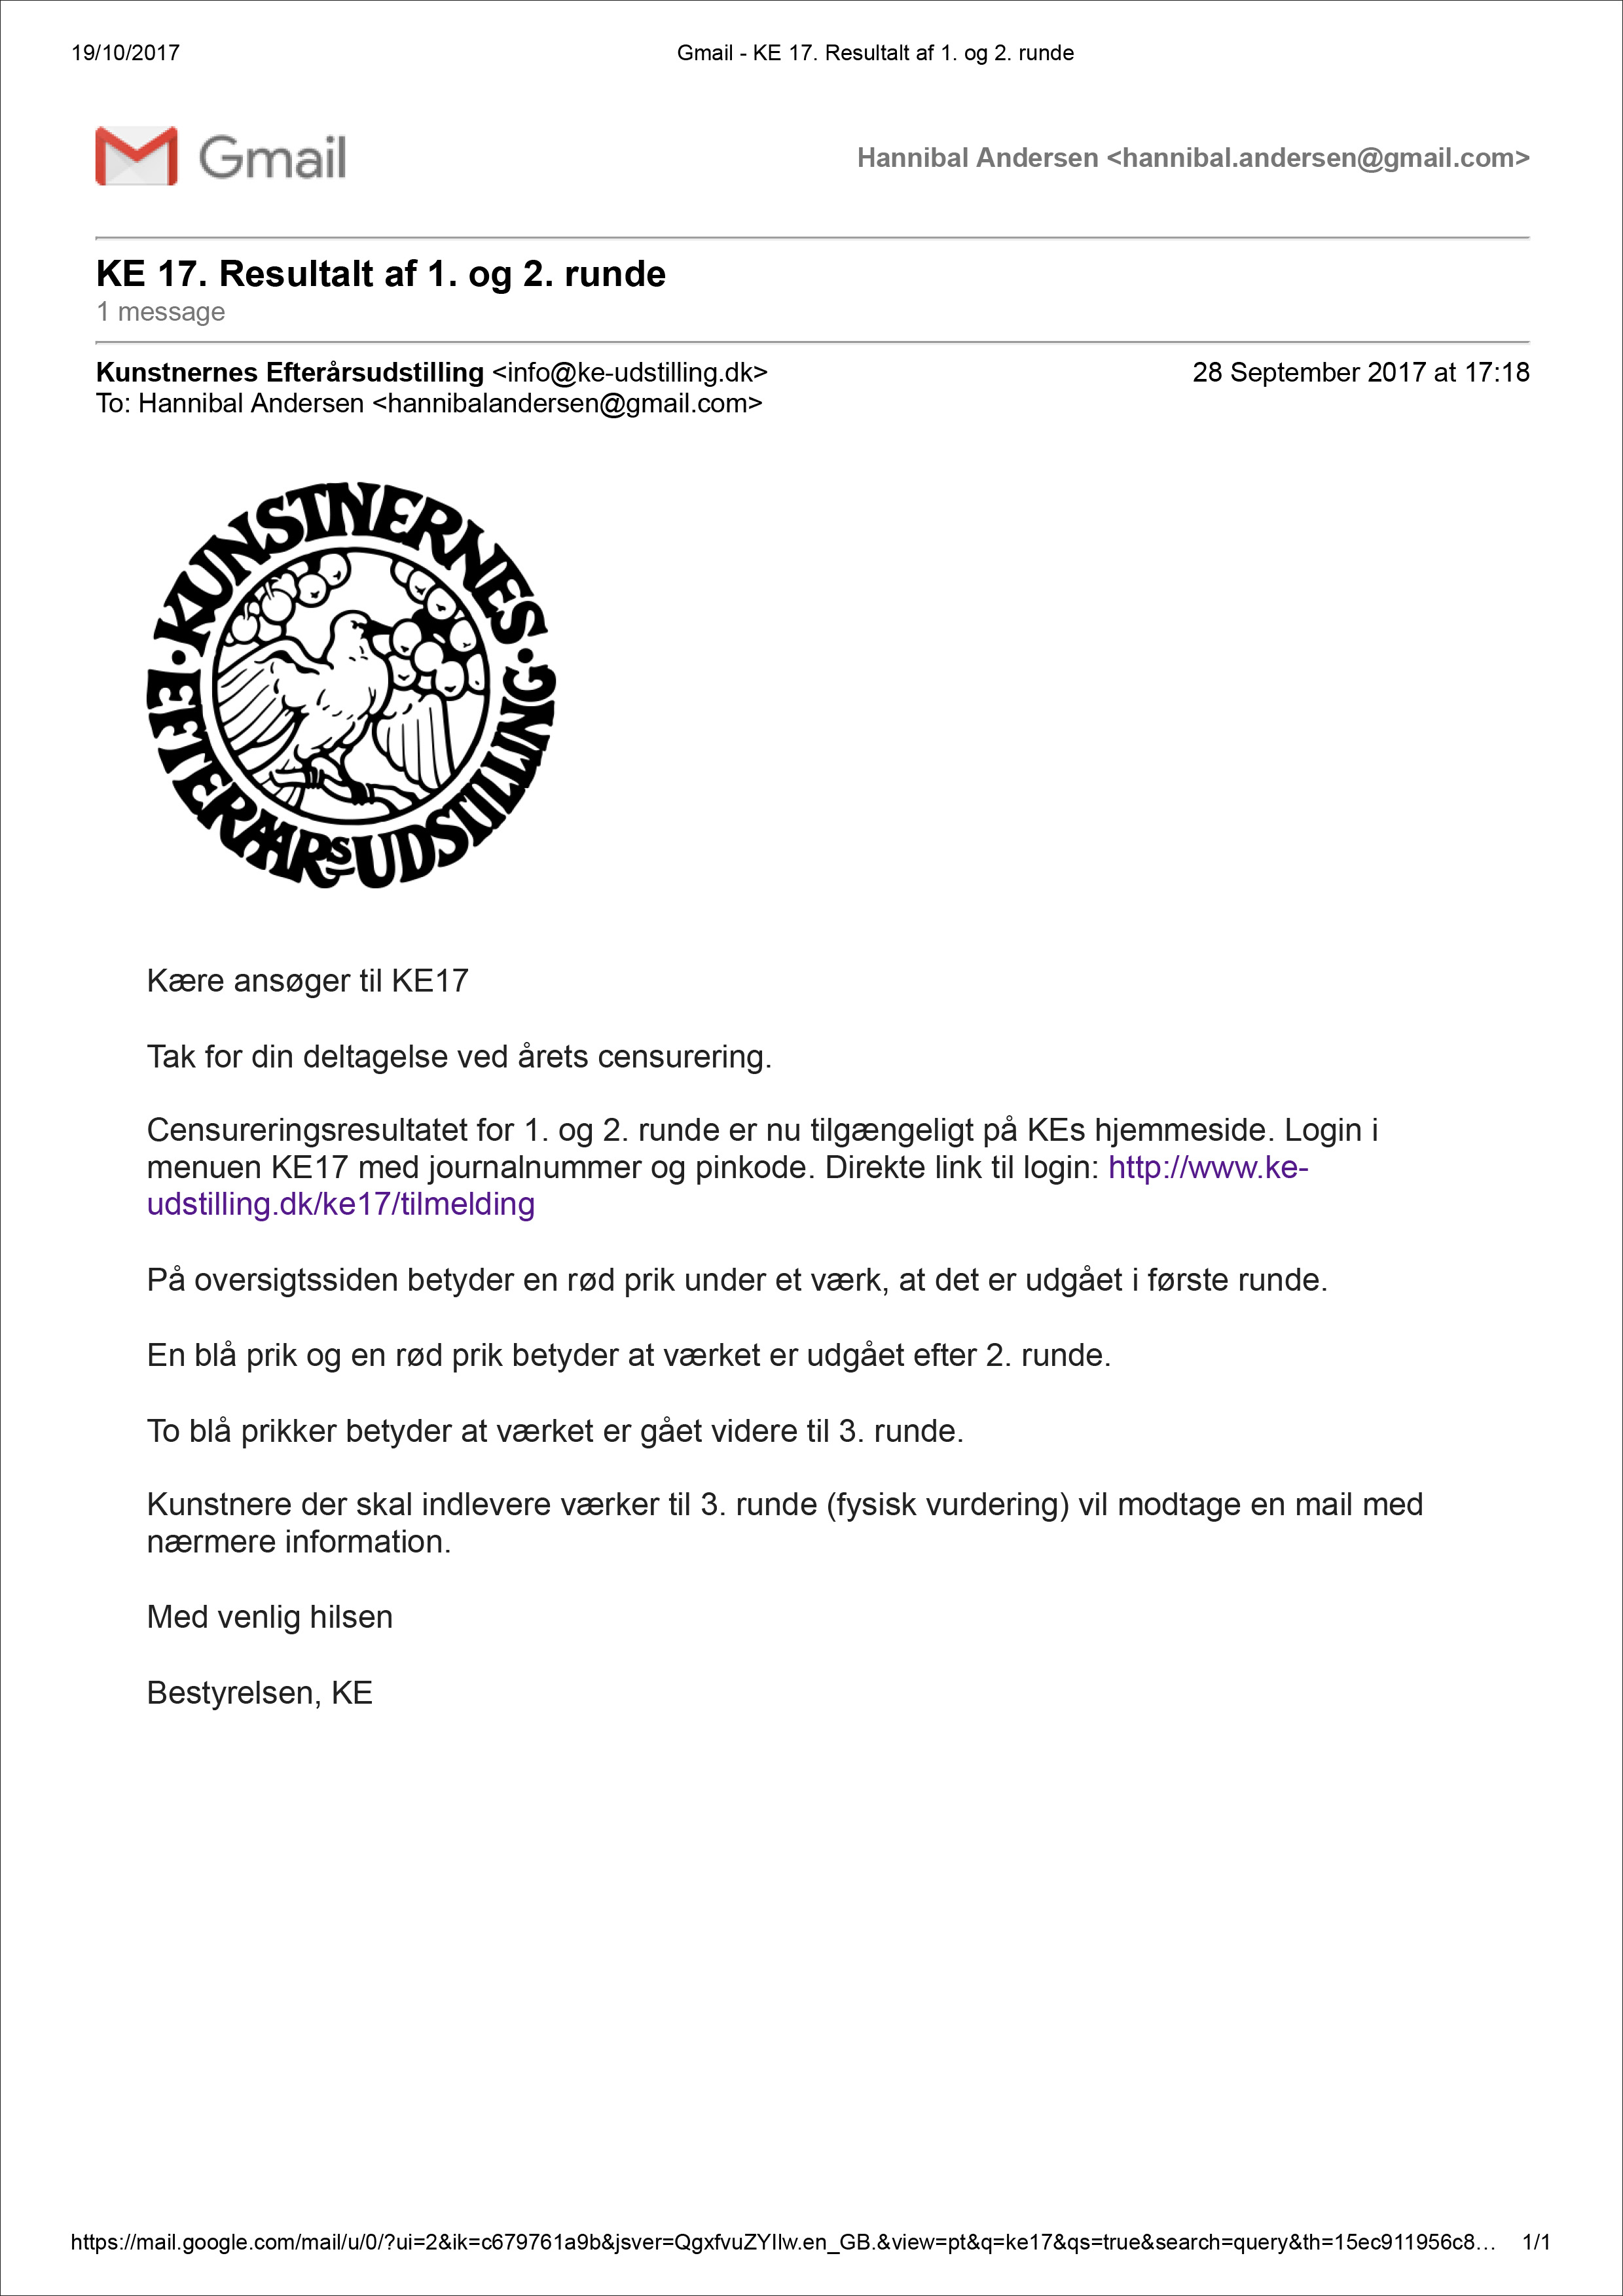 19/10/2017 Gmail - KE 17. Resultalt af 1. og 2. runde
Gmail Hannibal Andersen <hannibal.andersen@gmail.com>
KE 17. Resultalt af 1. og 2. runde
1 message
Kunstnernes Efterårsudstilling <info@ke-udstilling.dk> 28 September 2017 at 17:18
To: Hannibal Andersen <hannibalandersen@gmail.com>
KUNSTNERNES · EFTERAARSUDSTILLING ·
Kære ansøger til KE17
Tak for din deltagelse ved årets censurering.
Censureringsresultatet for 1. og 2. runde er nu tilgængeligt på KEs hjemmeside. Login i
menuen KE17 med journalnummer og pinkode. Direkte link til login: http://www.ke-
udstilling.dk/ke17/tilmelding
På oversigtssiden betyder en rød prik under et værk, at det er udgået i første runde.
En blå prik og en rød prik betyder at værket er udgået efter 2. runde.
To blå prikker betyder at værket er gået videre til 3. runde.
Kunstnere der skal indlevere værker til 3. runde (fysisk vurdering) vil modtage en mail med
nærmere information.
Med venlig hilsen
Bestyrelsen, KE
https://mail.google.com/mail/u/0/?ui=2&ik=c679761a9b&jsver=QgxfvuZYIlw.en_GB.&view=pt&q=ke17&qs=true&search=query&th=15ec911956c8… 1/1